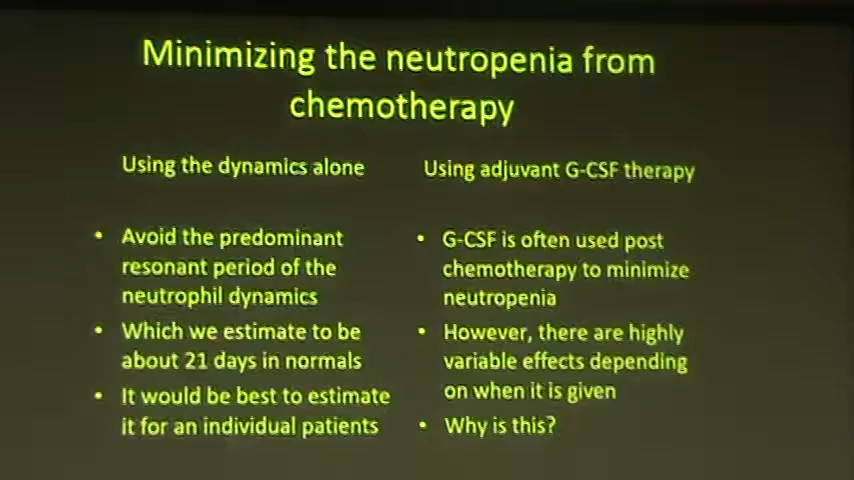 Minimizing the neutropenia from
chemotherapy
Using the dynamics alone
• Avoid the predominant
resonant period of the
neutrophil dynamics
• Which we estimate to be
about 21 days in normals
• It would be best to estimate
it for an individual patients
Using adjuvant G-CSF therapy
• G-CSF is often used post
chemotherapy to minimize
neutropenia
• However, there are highly
variable effects depending
on when it is given
• Why is this?